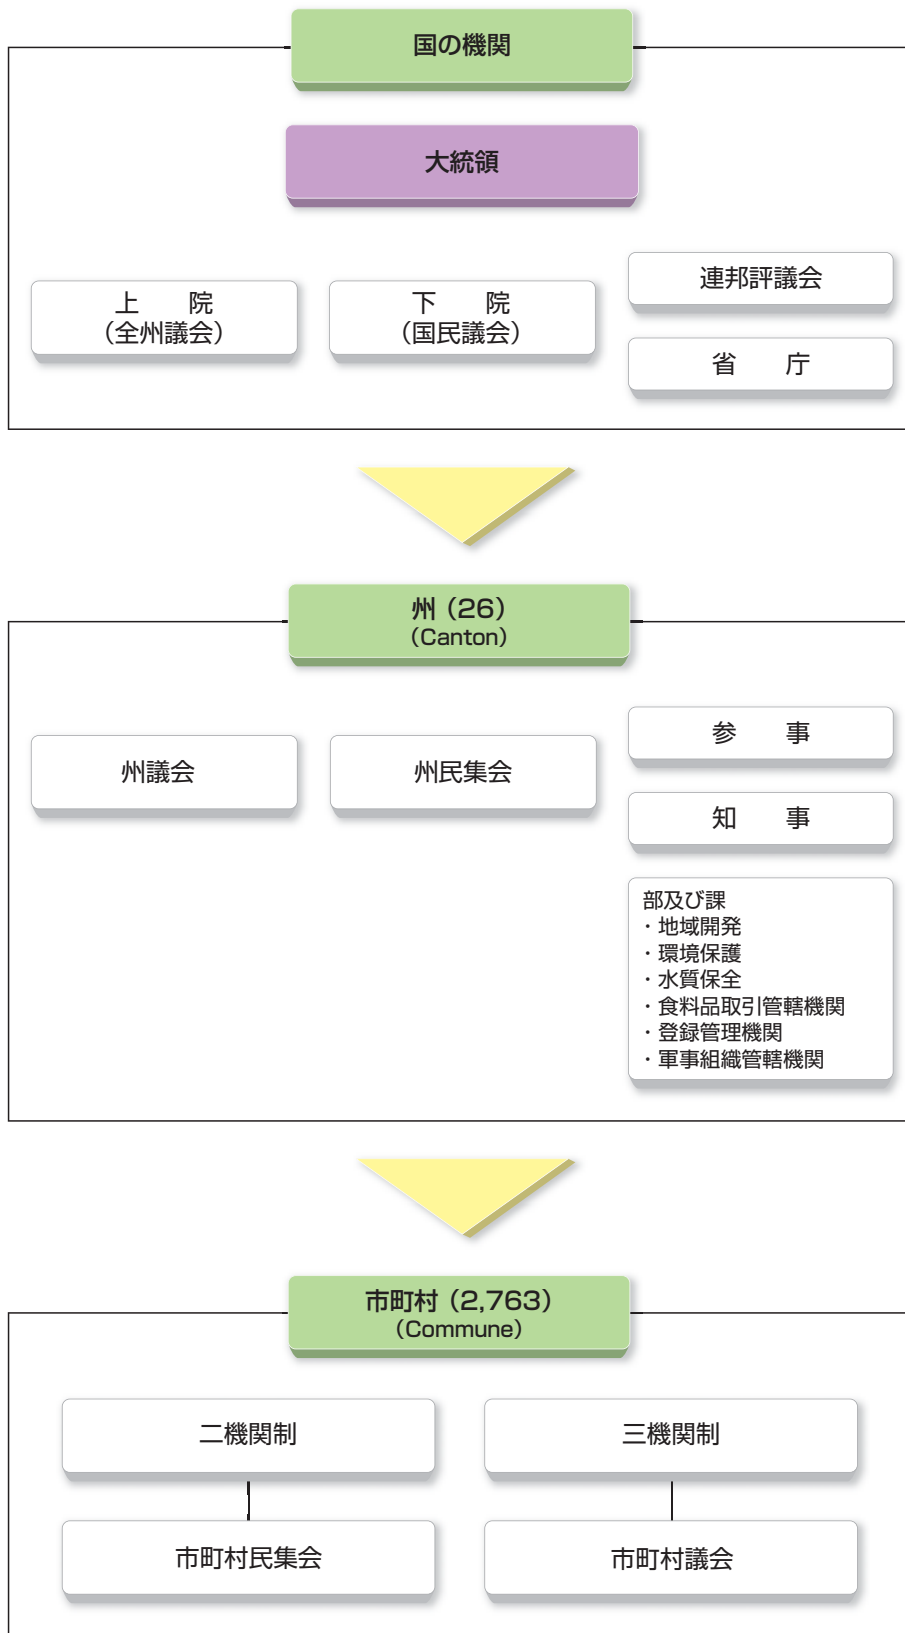 国の機関
大統領
上　　院
（全州議会）
下　　院
（国民議会）
連邦評議会
省　　庁
州（26）
（Canton）
州議会
州民集会
参　　事
知　　事
部及び課
・地域開発
・環境保護
・水質保全
・食料品取引管轄機関
・登録管理機関
・軍事組織管轄機関
市町村（2,763）
（Commune）
二機関制
三機関制
市町村民集会
市町村議会